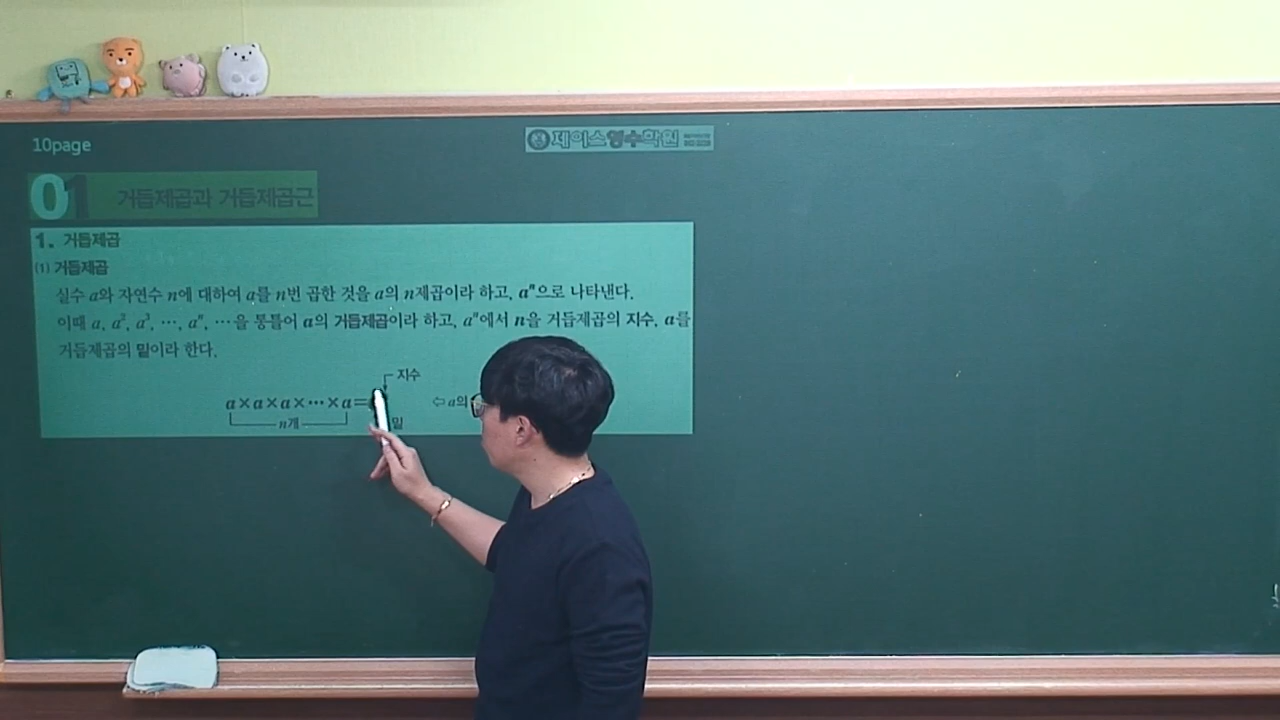 10page
제이스영수학원
01 거듭제곱과 거듭제곱근
1. 거듭제곱
(1) 거듭제곱
실수 a와 자연수 n에 대하여 a를 n번 곱한 것을 a의 n제곱이라 하고, aⁿ으로 나타낸다.
이때 a, a², a³, ⋯, aⁿ, ⋯을 통틀어 a의 거듭제곱이라 하고, aⁿ에서 n을 거듭제곱의 지수, a를
거듭제곱의 밑이라 한다.
지수
a×a×a×⋯×a= ⇦ a의
n개 밑